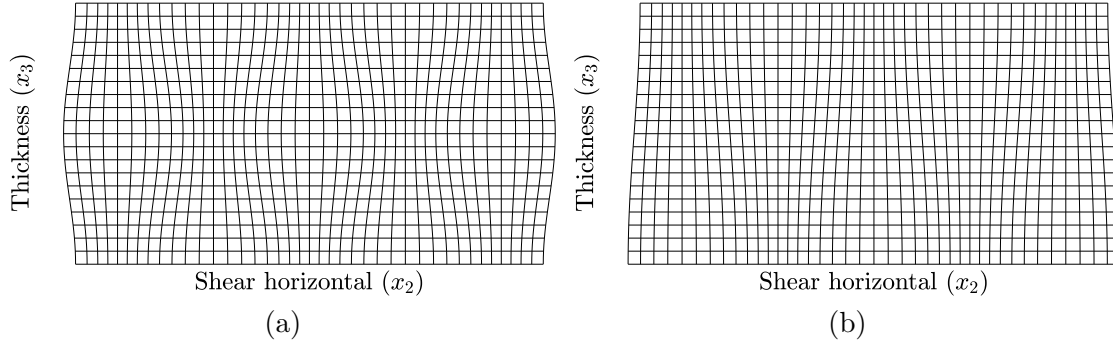 Thickness (x₃)
Shear horizontal (x₂)
(a)
Thickness (x₃)
Shear horizontal (x₂)
(b)